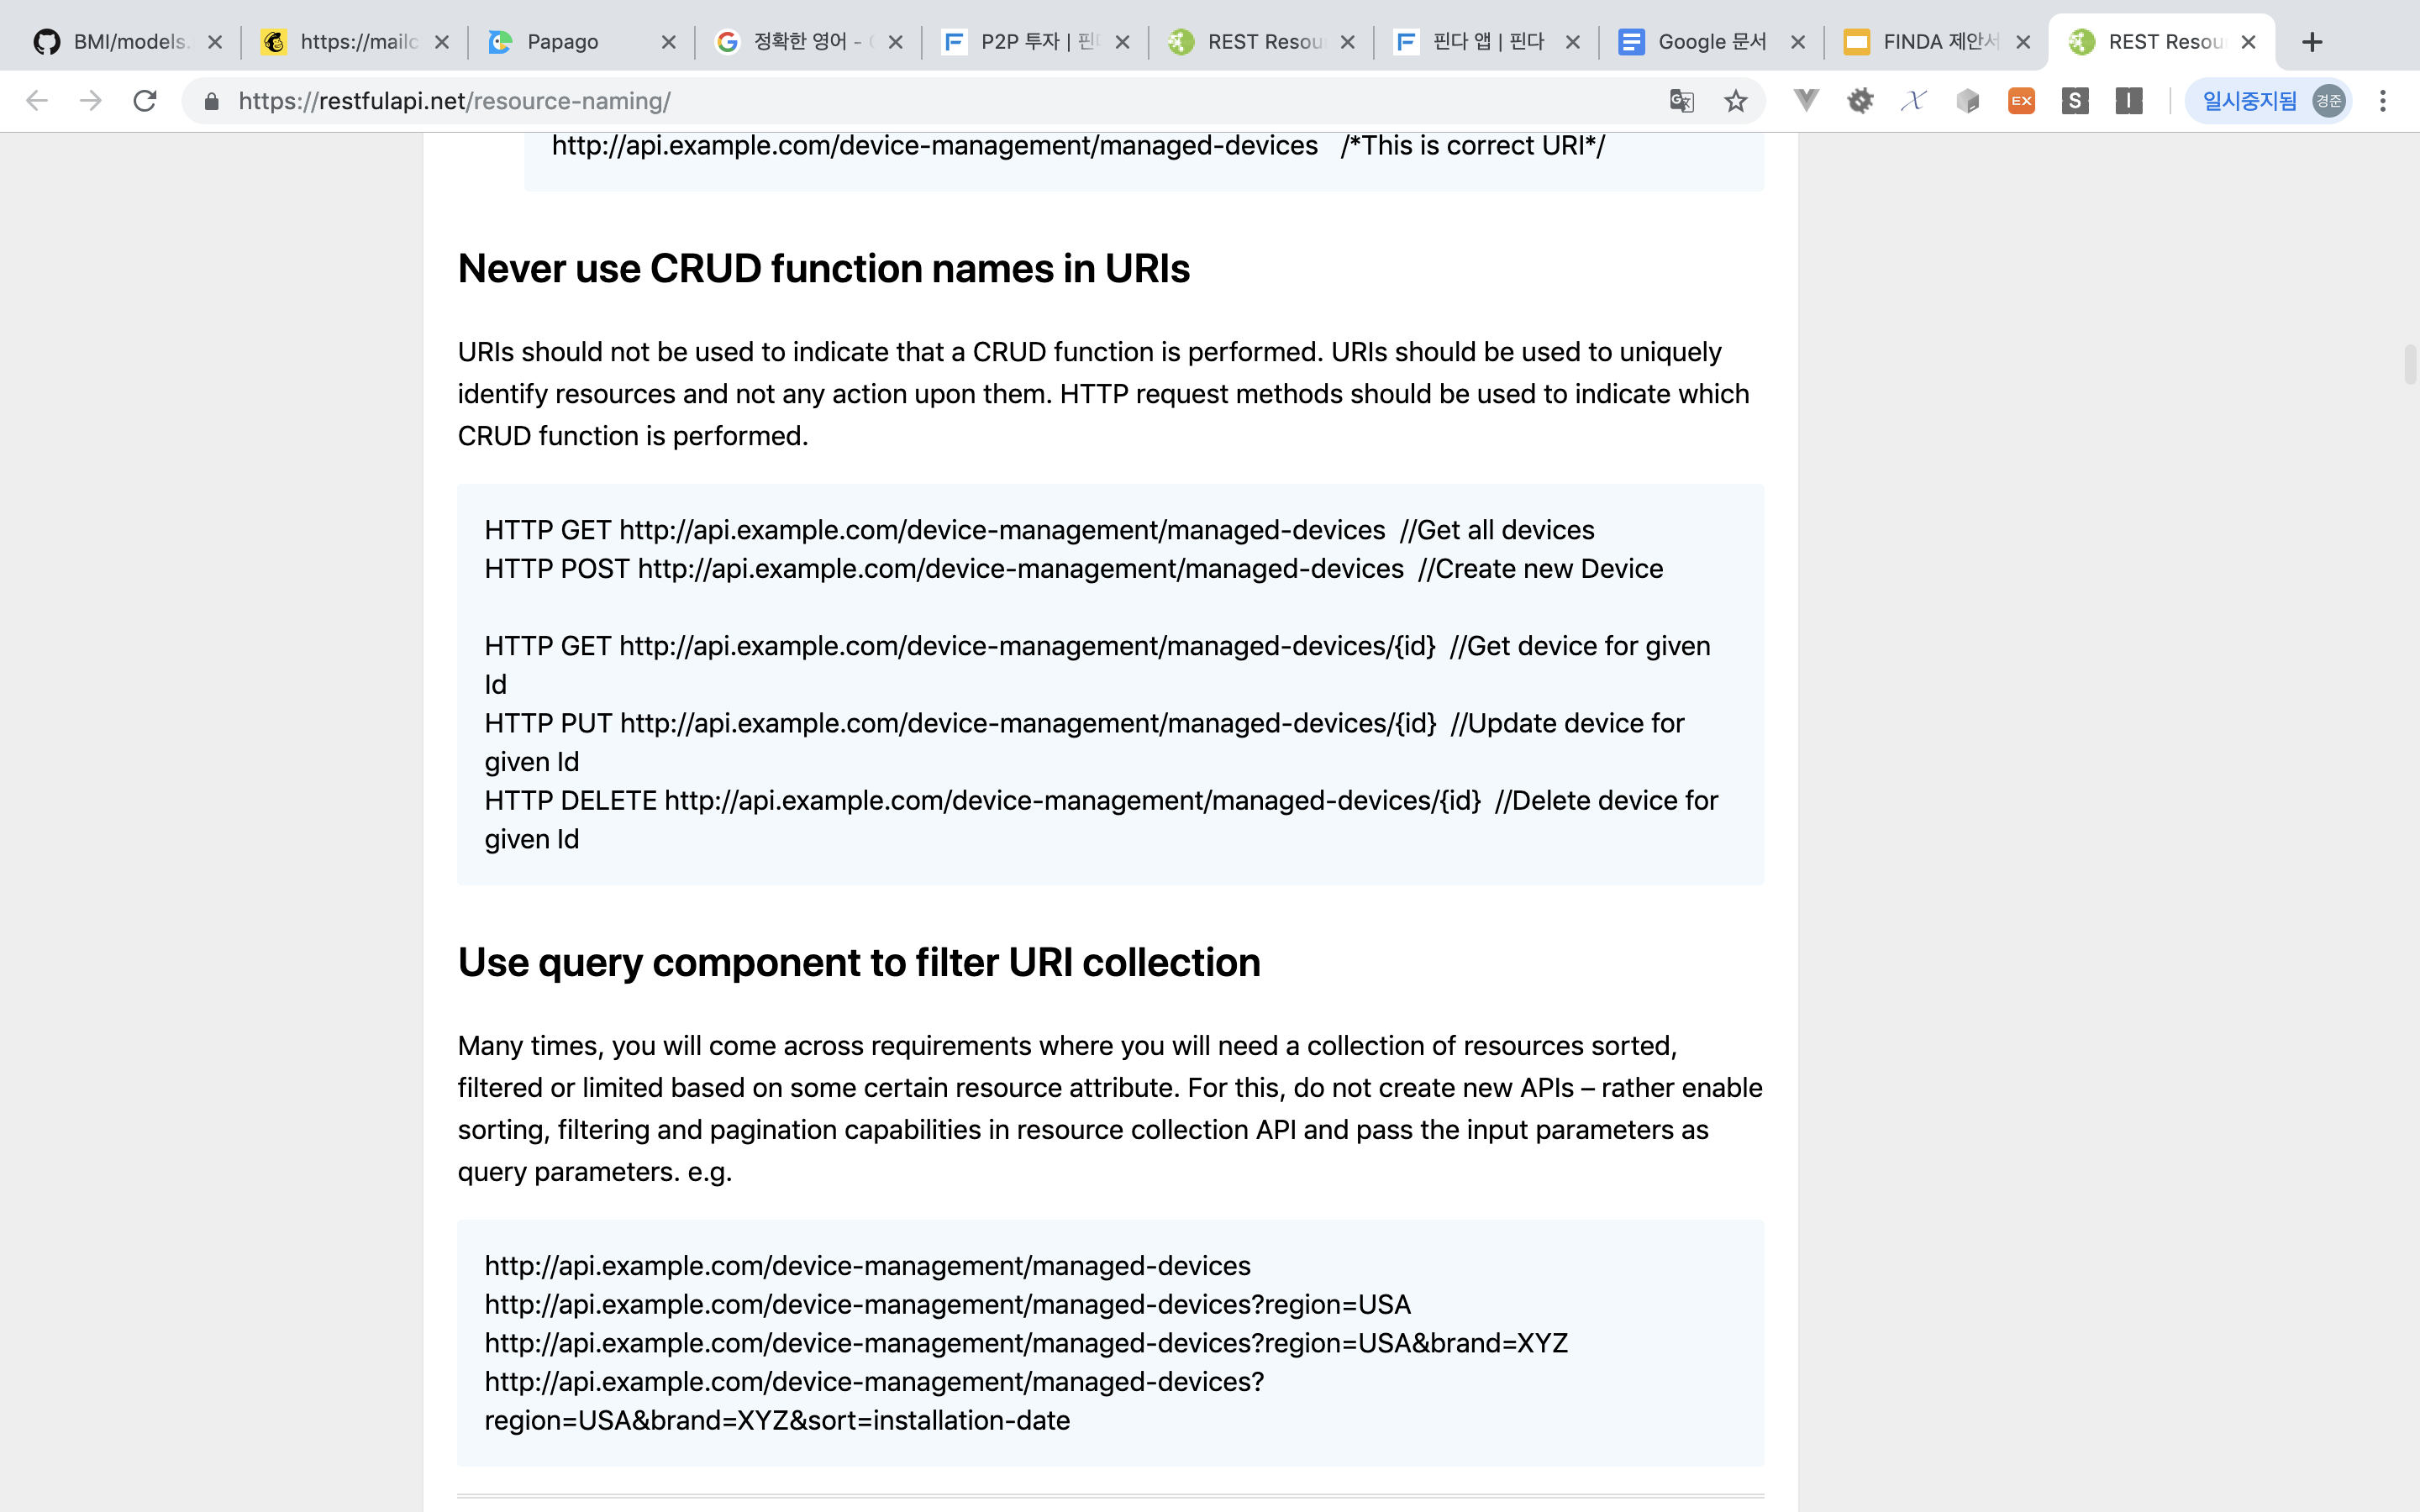 BMI/models.
https://mailc
Papago
정확한 영어 -
P2P 투자 | 핀
REST Resou
핀다 앱 | 핀다
Google 문서
FINDA 제안서
REST Resou
https://restfulapi.net/resource-naming/
EX
S
I
일시중지됨
경준
http://api.example.com/device-management/managed-devices /*This is correct URI*/
Never use CRUD function names in URIs
URIs should not be used to indicate that a CRUD function is performed. URIs should be used to uniquely
identify resources and not any action upon them. HTTP request methods should be used to indicate which
CRUD function is performed.
HTTP GET http://api.example.com/device-management/managed-devices //Get all devices
HTTP POST http://api.example.com/device-management/managed-devices //Create new Device
HTTP GET http://api.example.com/device-management/managed-devices/{id} //Get device for given
Id
HTTP PUT http://api.example.com/device-management/managed-devices/{id} //Update device for
given Id
HTTP DELETE http://api.example.com/device-management/managed-devices/{id} //Delete device for
given Id
Use query component to filter URI collection
Many times, you will come across requirements where you will need a collection of resources sorted,
filtered or limited based on some certain resource attribute. For this, do not create new APIs – rather enable
sorting, filtering and pagination capabilities in resource collection API and pass the input parameters as
query parameters. e.g.
http://api.example.com/device-management/managed-devices
http://api.example.com/device-management/managed-devices?region=USA
http://api.example.com/device-management/managed-devices?region=USA&brand=XYZ
http://api.example.com/device-management/managed-devices?
region=USA&brand=XYZ&sort=installation-date